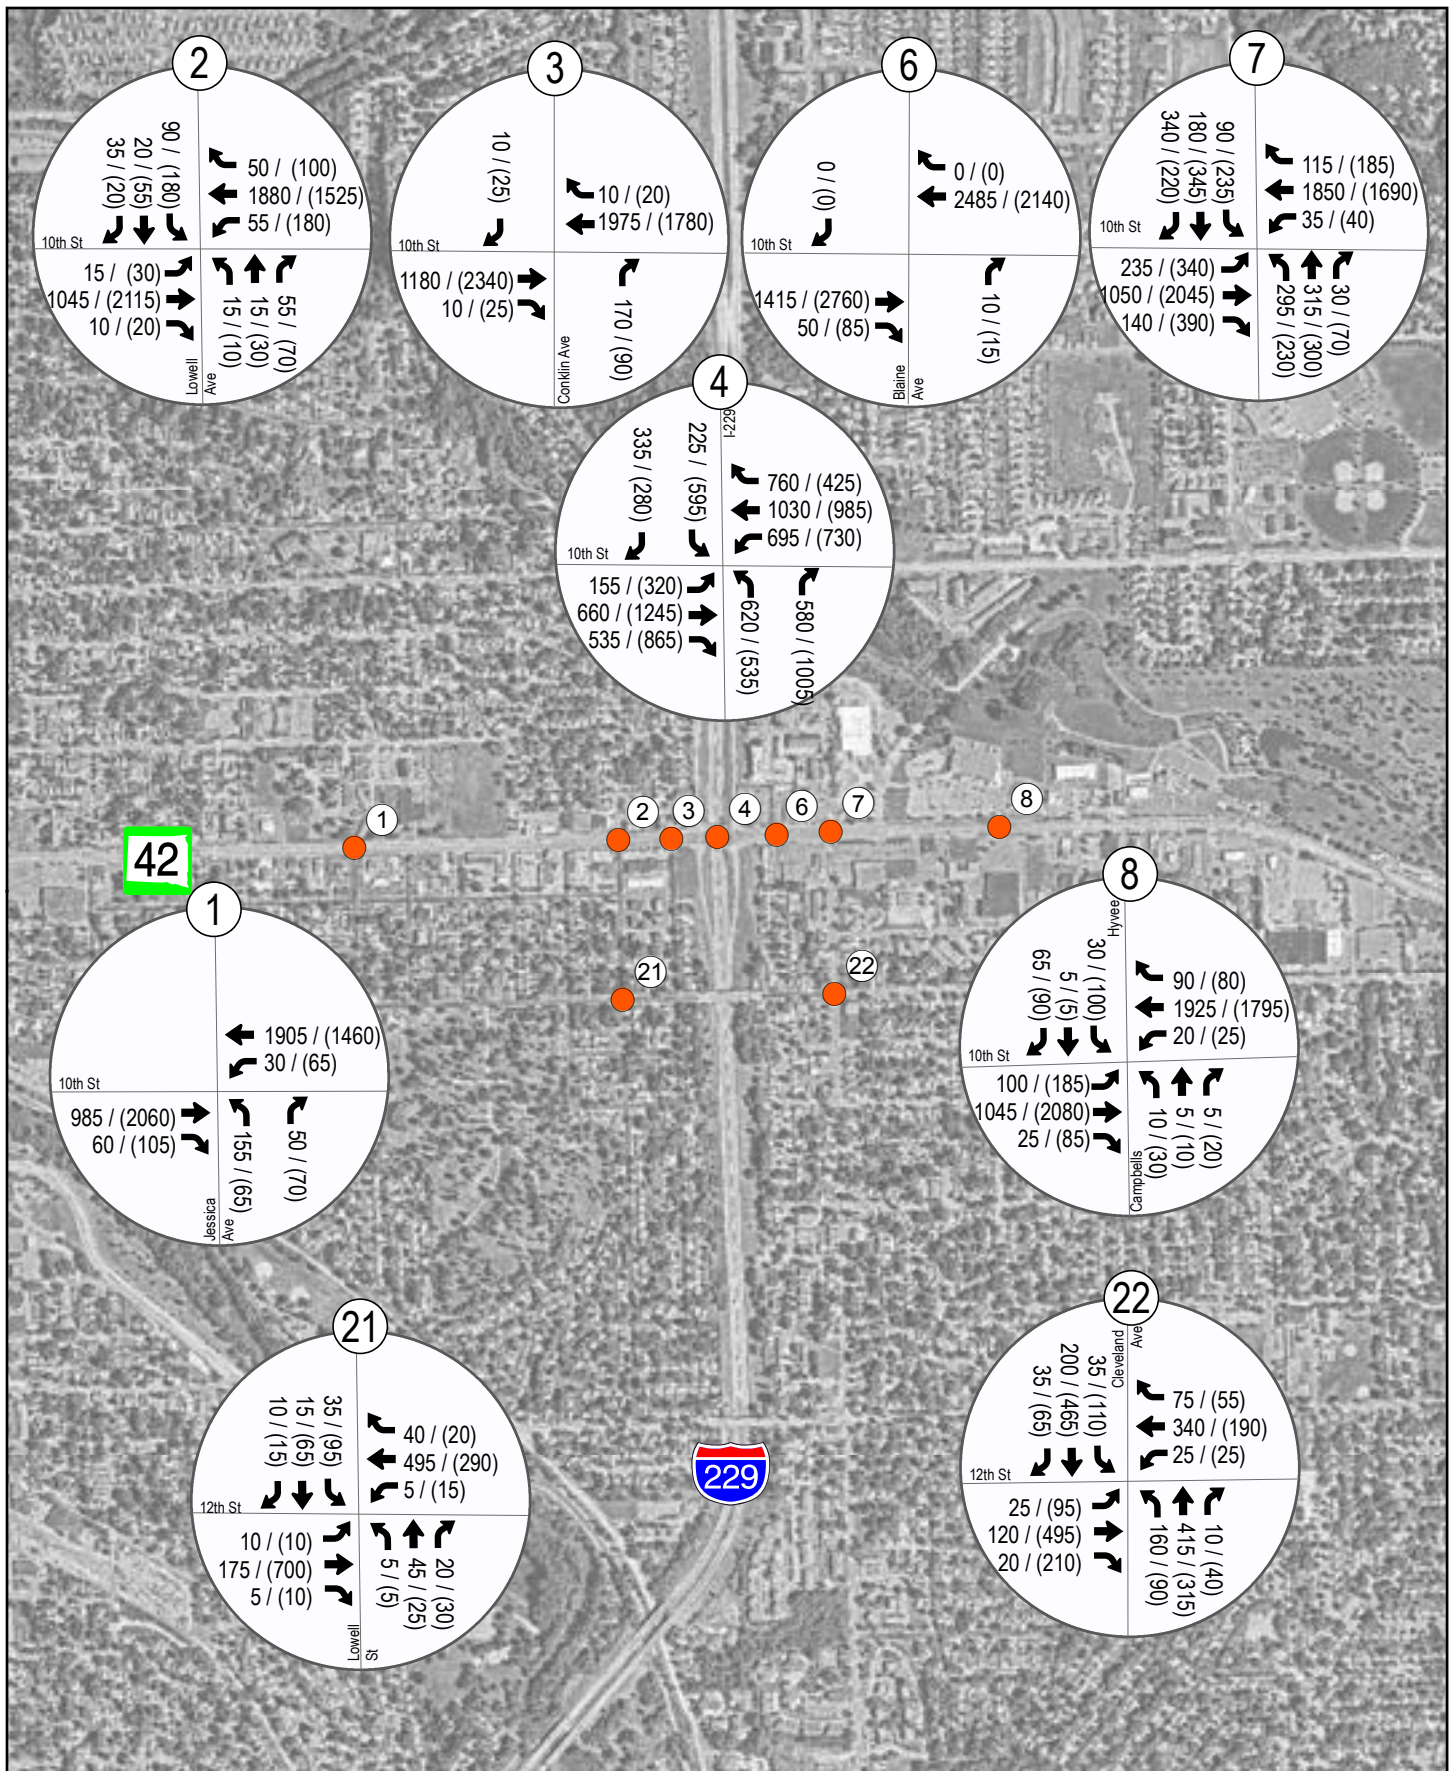 2
90 / (180)
20 / (55)
35 / (20)
50 / (100)
1880 / (1525)
55 / (180)
10th St
15 / (30)
1045 / (2115)
10 / (20)
15 / (10)
15 / (30)
55 / (70)
Lowell
Ave
3
10 / (25)
10 / (20)
1975 / (1780)
10th St
1180 / (2340)
10 / (25)
170 / (90)
Conklin Ave
6
0 / (0)
0 / (0)
2485 / (2140)
10th St
1415 / (2760)
50 / (85)
10 / (15)
Blaine
Ave
7
90 / (235)
180 / (345)
340 / (220)
115 / (185)
1850 / (1690)
35 / (40)
10th St
235 / (340)
1050 / (2045)
140 / (390)
295 / (230)
315 / (300)
30 / (70)
4
I-229
225 / (595)
335 / (280)
760 / (425)
1030 / (985)
695 / (730)
10th St
155 / (320)
660 / (1245)
535 / (865)
620 / (535)
580 / (1005)
1
2
3
4
6
7
8
42
21
22
1
1905 / (1460)
30 / (65)
10th St
985 / (2060)
60 / (105)
155 / (65)
50 / (70)
Jessica
Ave
8
Hyvee
30 / (100)
5 / (5)
65 / (90)
90 / (80)
1925 / (1795)
20 / (25)
10th St
100 / (185)
1045 / (2080)
25 / (85)
10 / (30)
5 / (10)
5 / (20)
Campbells
21
35 / (95)
15 / (65)
10 / (15)
40 / (20)
495 / (290)
5 / (15)
12th St
10 / (10)
175 / (700)
5 / (10)
5 / (5)
45 / (25)
20 / (30)
Lowell
St
229
22
Cleveland
Ave
35 / (110)
200 / (465)
35 / (65)
75 / (55)
340 / (190)
25 / (25)
12th St
25 / (95)
120 / (495)
20 / (210)
160 / (90)
415 / (315)
10 / (40)